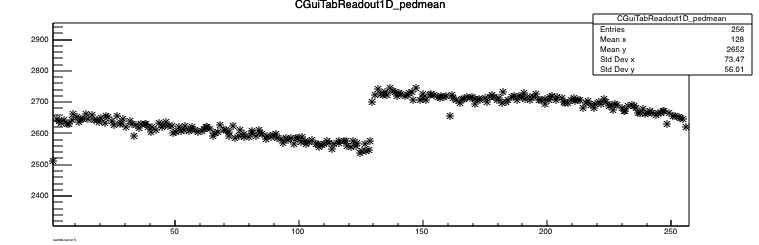 CGuiTabReadout1D_pedmean
CGuiTabReadout1D_pedmean
Entries 256
Mean x 128
Mean y 2652
Std Dev x 73.47
Std Dev y 56.01
2900
2800
2700
2600
2500
2400
50 100 150 200 250